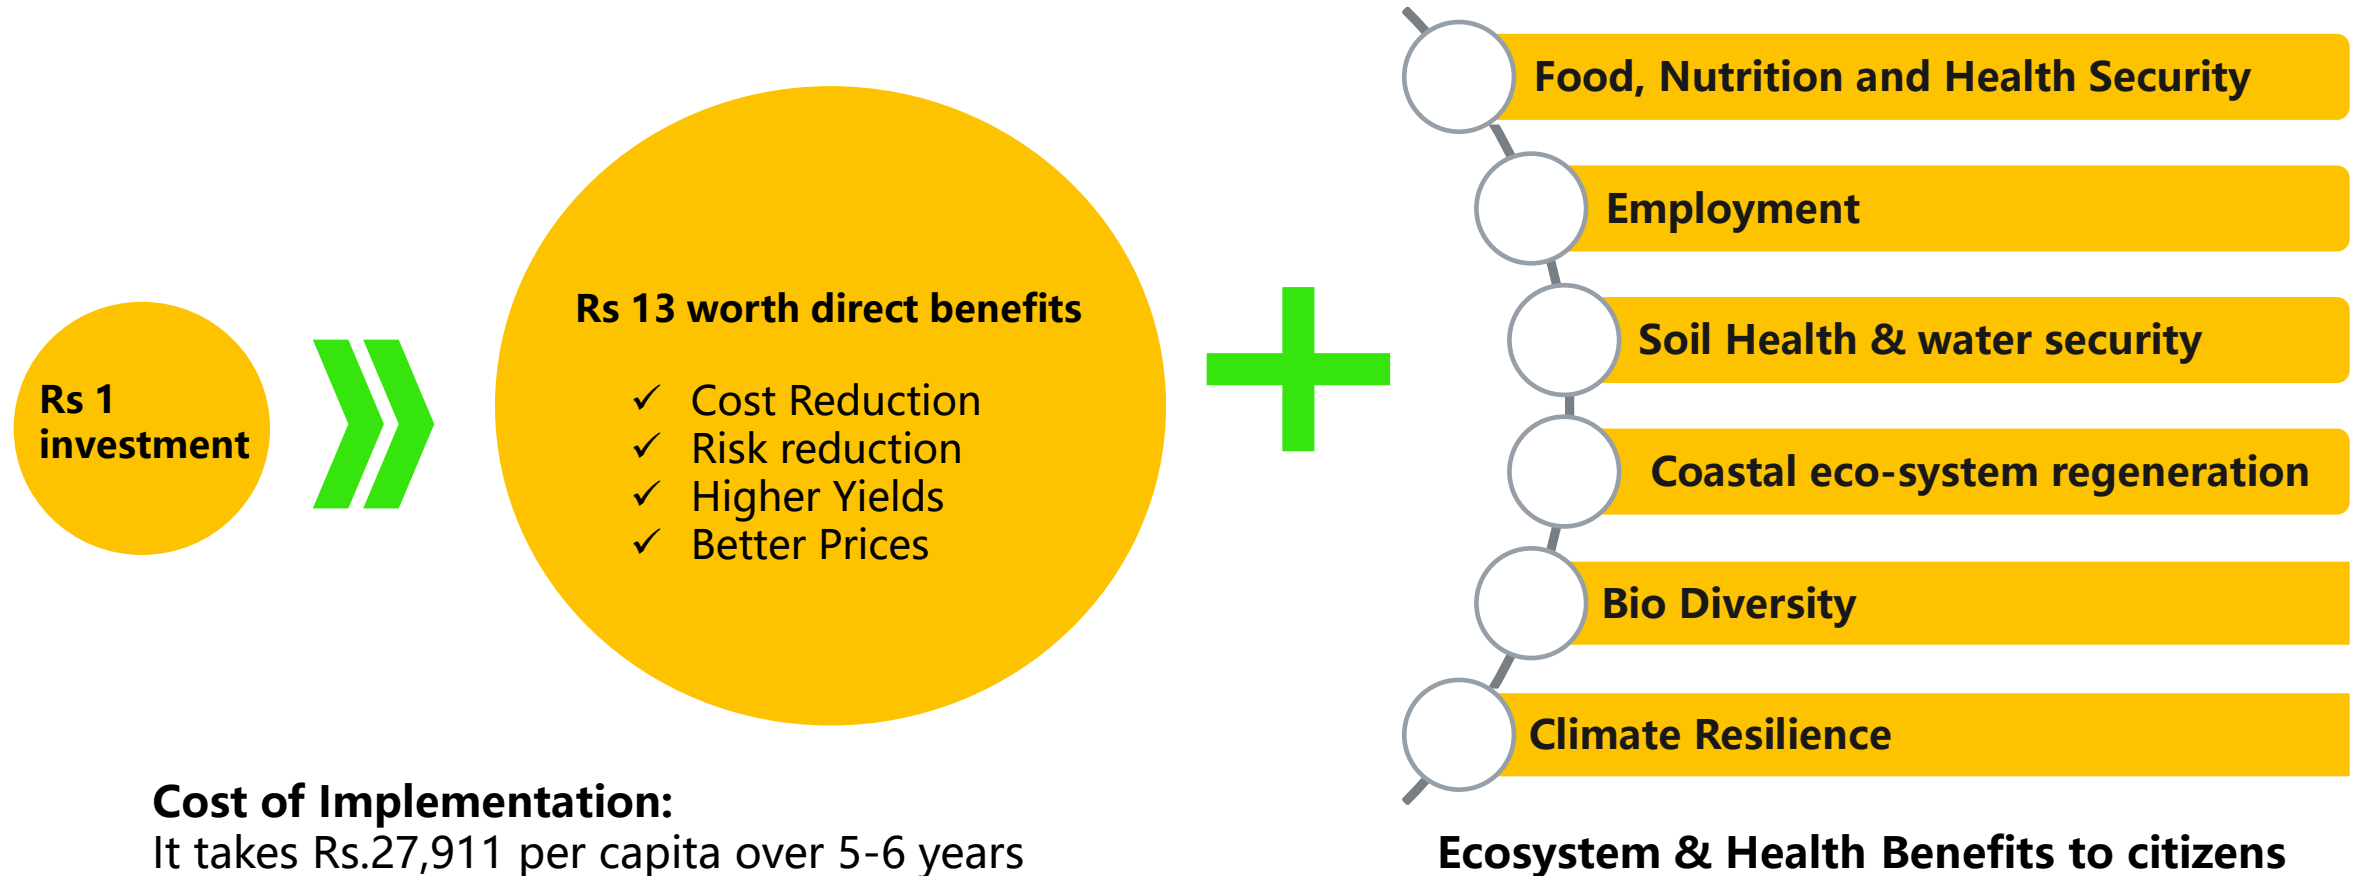 Rs 1
investment
Rs 13 worth direct benefits
✓ Cost Reduction
✓ Risk reduction
✓ Higher Yields
✓ Better Prices
Food, Nutrition and Health Security
Employment
Soil Health & water security
Coastal eco-system regeneration
Bio Diversity
Climate Resilience
Cost of Implementation:
It takes Rs.27,911 per capita over 5-6 years
Ecosystem & Health Benefits to citizens